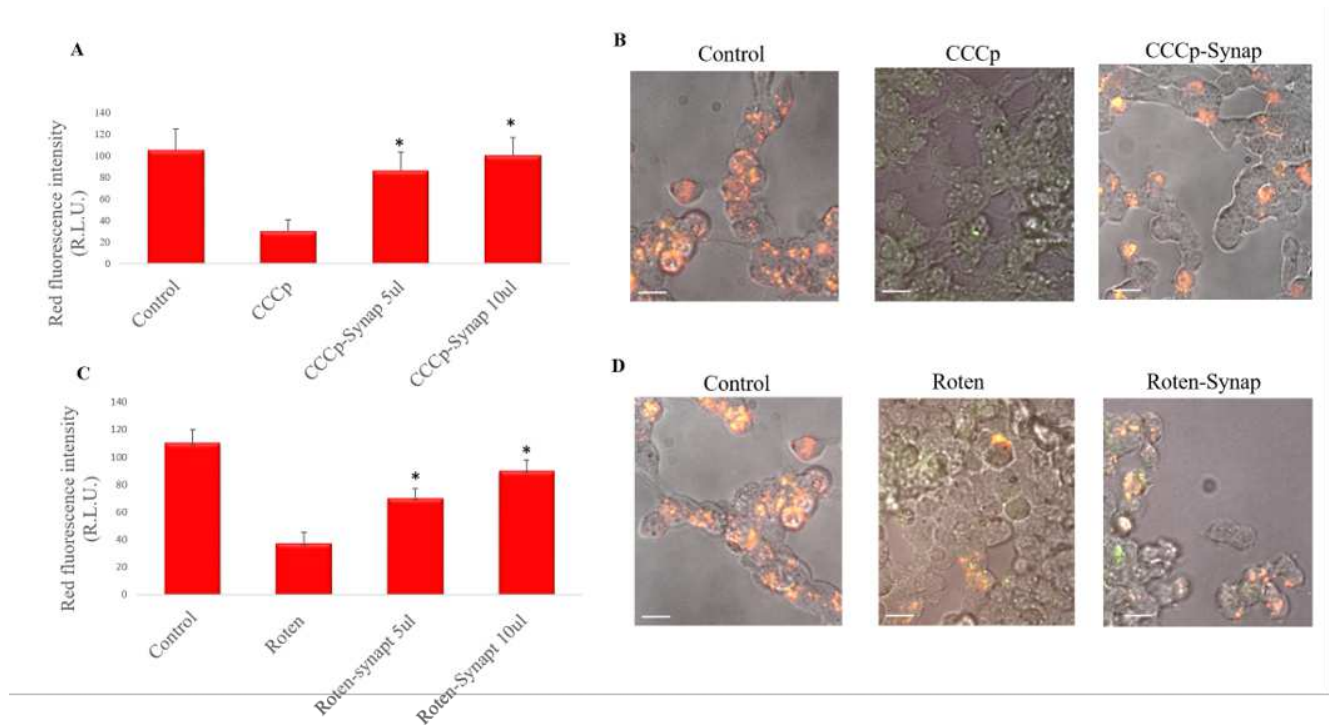 A
Red fluorescence intensity
(R.L.U.)
140
120
100
80
60
40
20
0
*
*
Control
CCCp
CCCp-Synap 5ul
CCCp-Synap 10ul
B
Control
CCCp
CCCp-Synap
C
Red fluorescence intensity
(R.L.U.)
140
120
100
80
60
40
20
0
*
*
Control
Roten
Roten-synapt 5ul
Roten-Synapt 10ul
D
Control
Roten
Roten-Synap